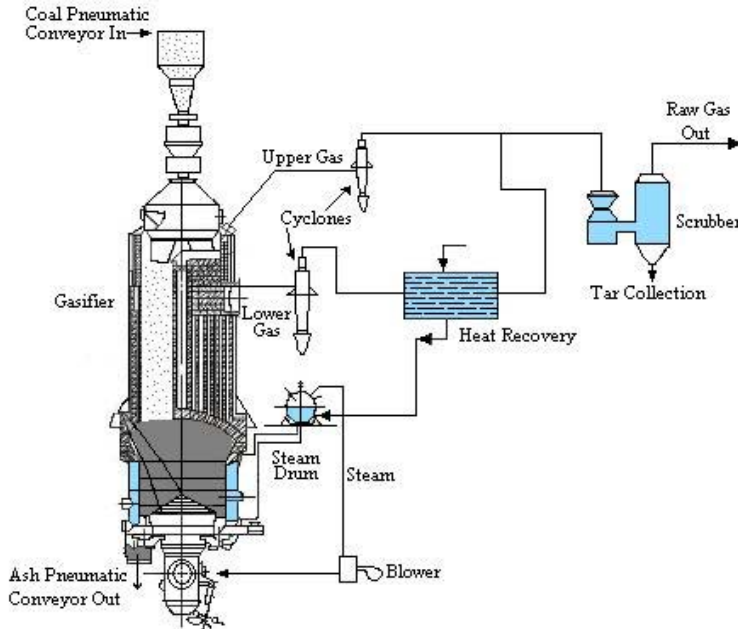 Coal Pneumatic
Conveyor In
Raw Gas
Out
Upper Gas
Cyclones
Scrubber
Gasifier
Lower
Gas
Tar Collection
Heat Recovery
Steam
Drum
Steam
Ash Pneumatic
Conveyor Out
Blower